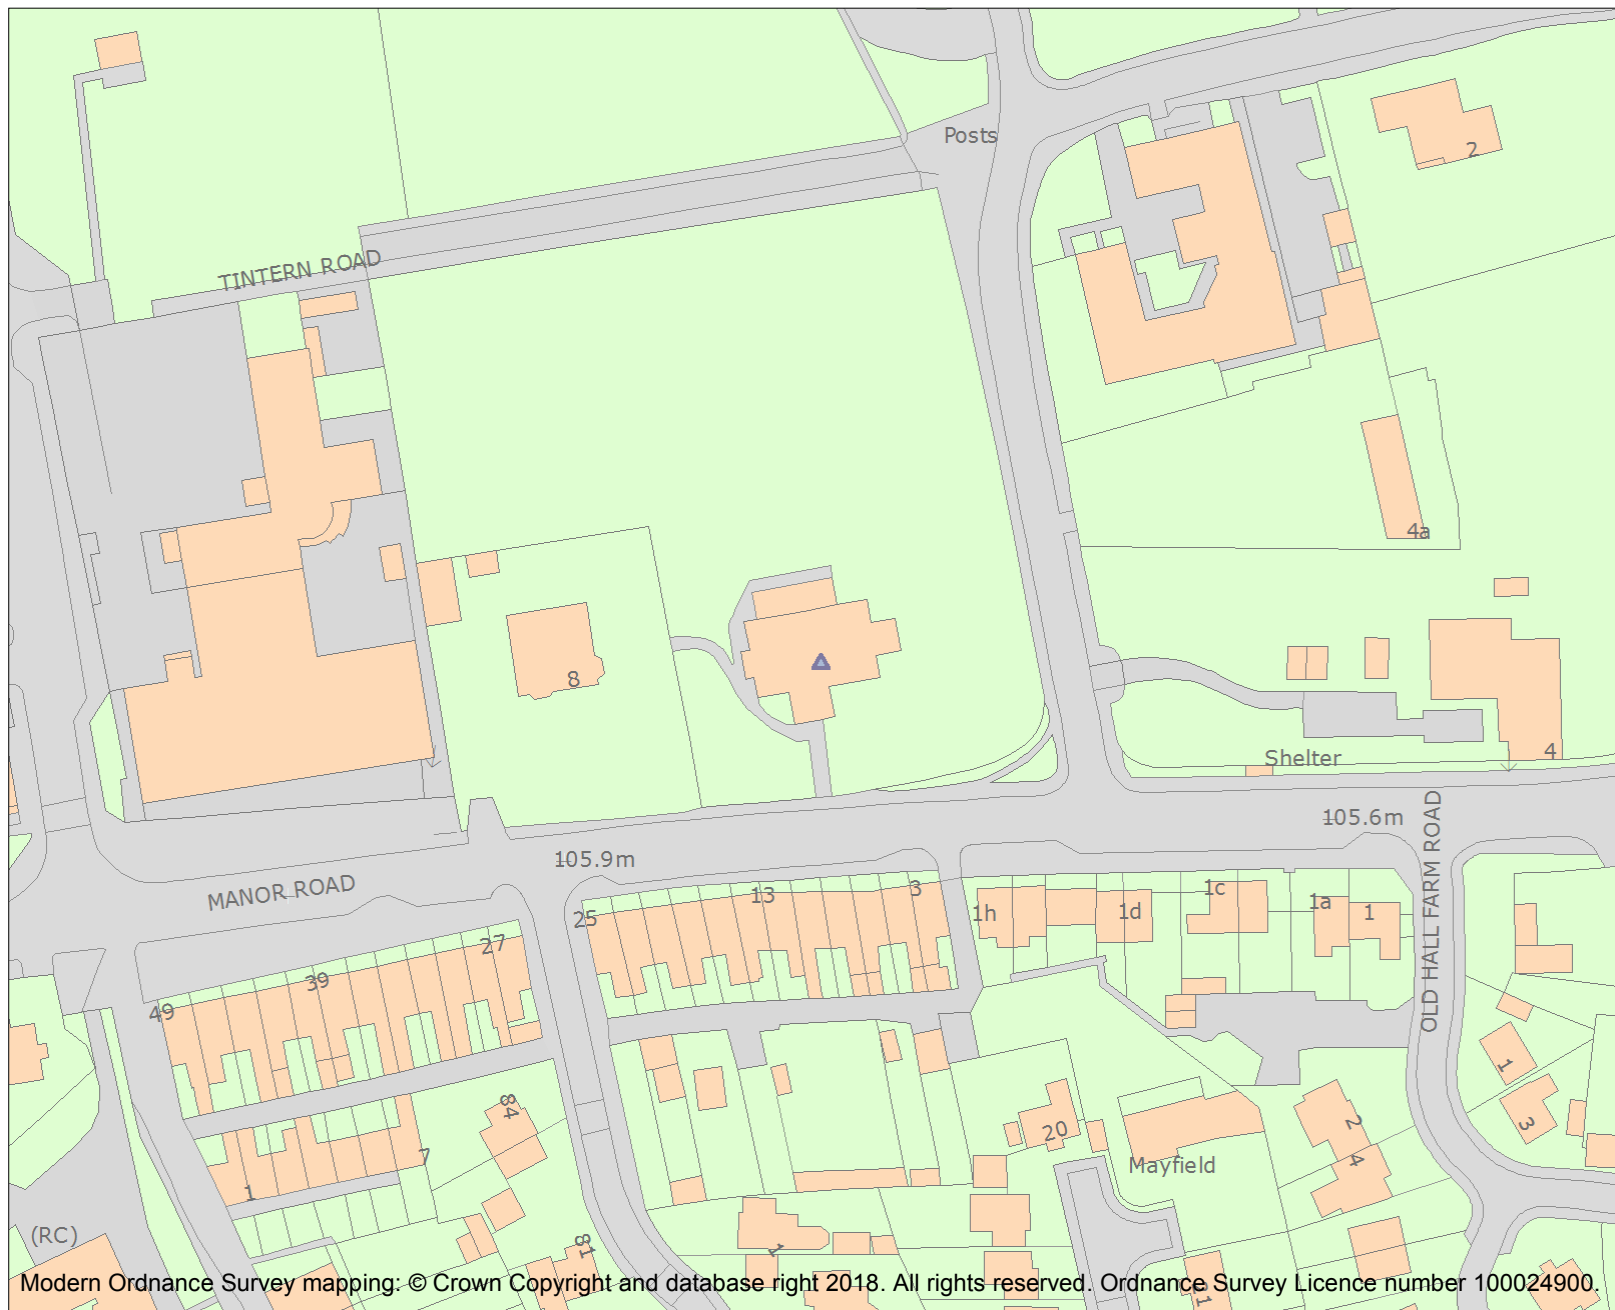 Posts
2
TINTERN ROAD
4a
8
Shelter
4
105.6m
105.9m
OLD HALL FARM ROAD
MANOR ROAD
25
13
3
1h
1d
1c
1a
1
27
39
49
1
3
84
7
1
20
Mayfield
2
4
(RC)
81
1
21
Modern Ordnance Survey mapping: © Crown Copyright and database right 2018. All rights reserved. Ordnance Survey Licence number 100024900.